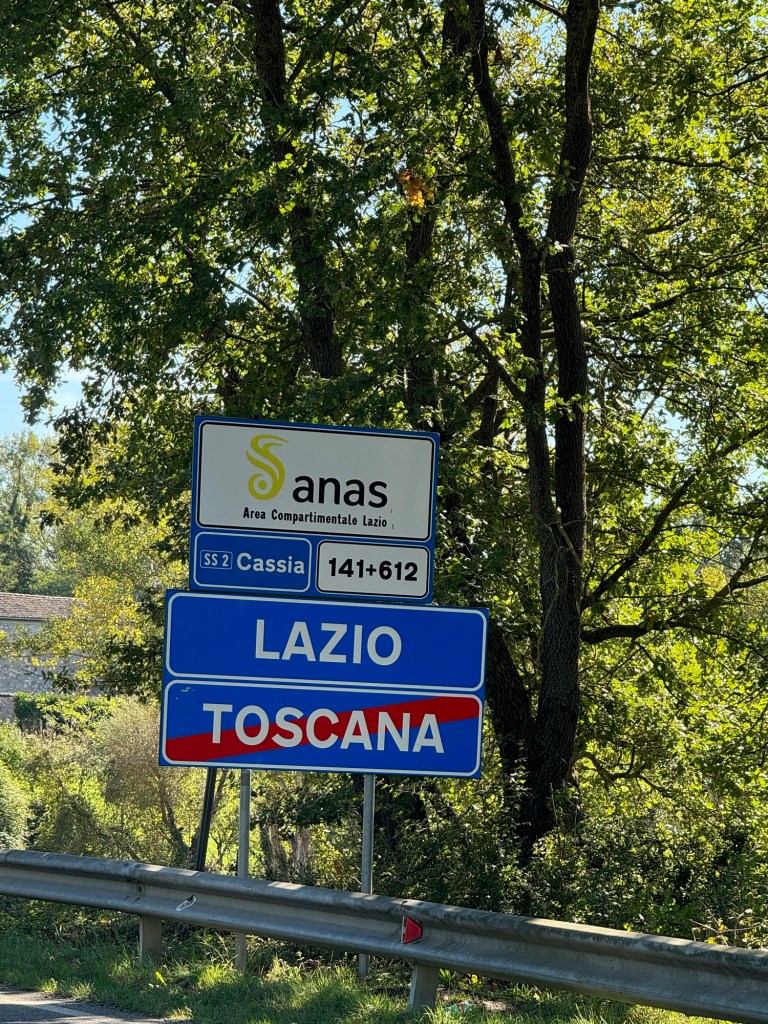 anas
Area Compartimentale Lazio
SS 2 Cassia 141+612
LAZIO
TOSCANA